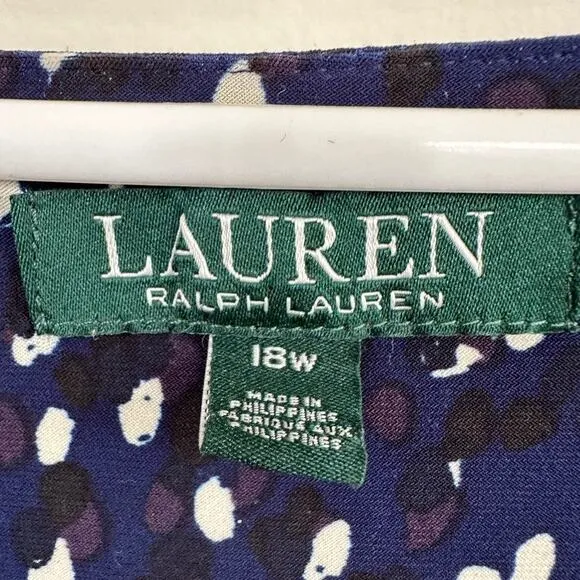 LAUREN
RALPH LAUREN
18W
MADE IN
PHILIPPINES
FABRIQUE AUX
PHILIPPINES